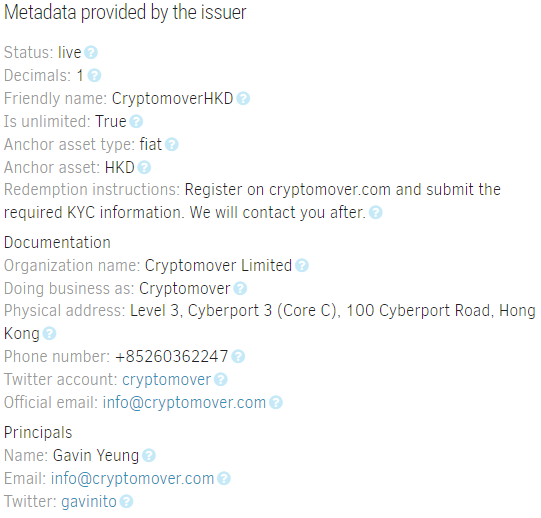 Metadata provided by the issuer
Status: live ?
Decimals: 1 ?
Friendly name: CryptomoverHKD ?
Is unlimited: True ?
Anchor asset type: fiat ?
Anchor asset: HKD ?
Redemption instructions: Register on cryptomover.com and submit the
required KYC information. We will contact you after. ?
Documentation
Organization name: Cryptomover Limited ?
Doing business as: Cryptomover ?
Physical address: Level 3, Cyberport 3 (Core C), 100 Cyberport Road, Hong
Kong ?
Phone number: +85260362247 ?
Twitter account: cryptomover ?
Official email: info@cryptomover.com ?
Principals
Name: Gavin Yeung ?
Email: info@cryptomover.com ?
Twitter: gavinito ?